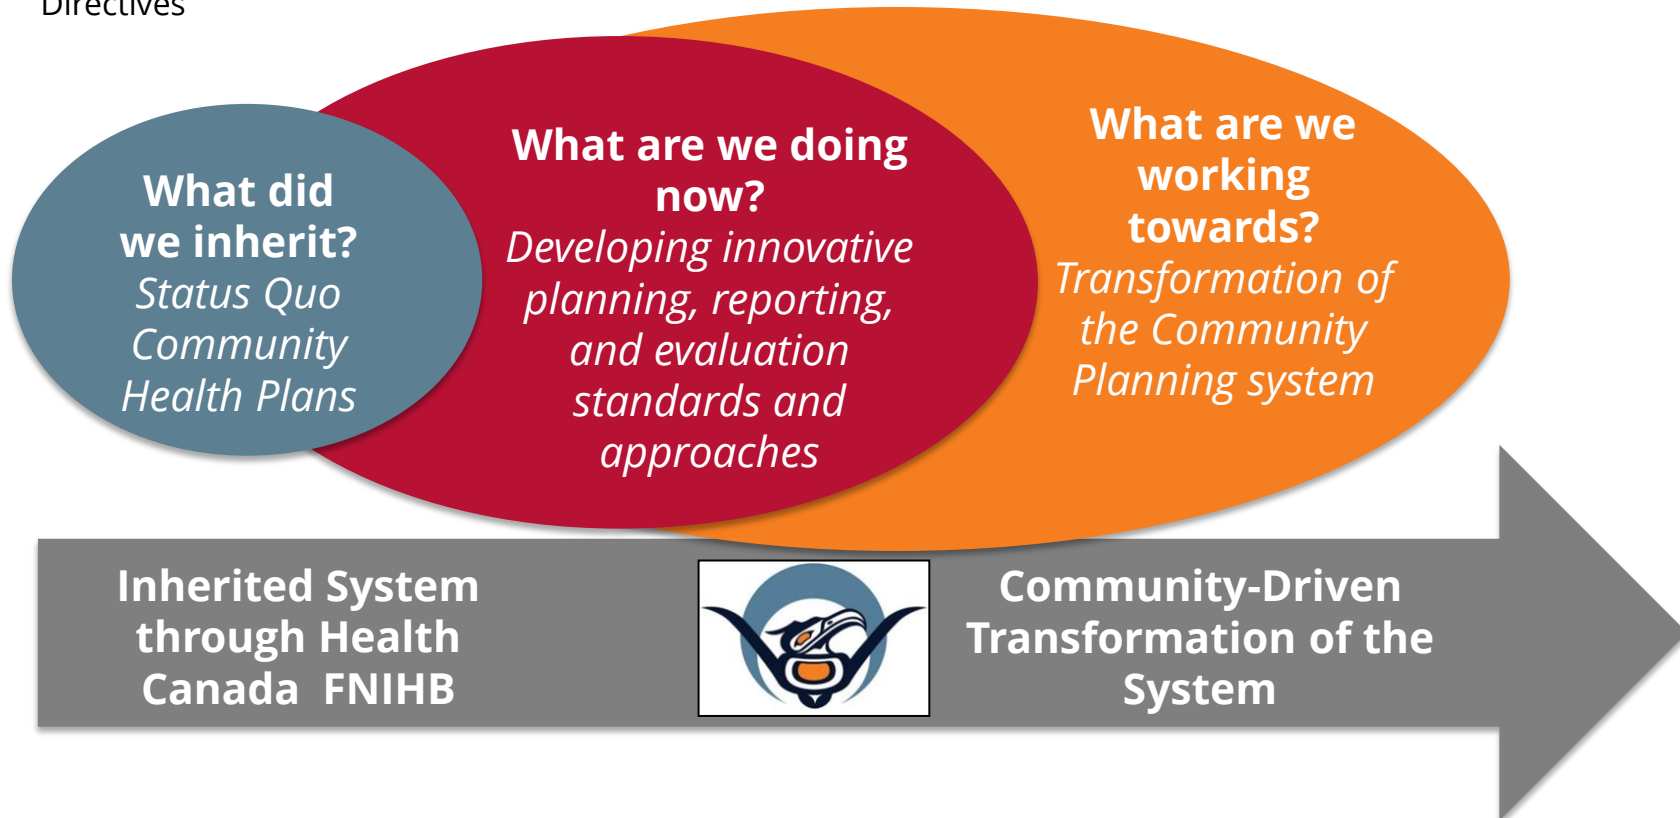 Directives
What did
we inherit?
Status Quo
Community
Health Plans
What are we doing
now?
Developing innovative
planning, reporting,
and evaluation
standards and
approaches
What are we
working
towards?
Transformation of
the Community
Planning system
Inherited System
through Health
Canada  FNIHB
Community-Driven
Transformation of the
System